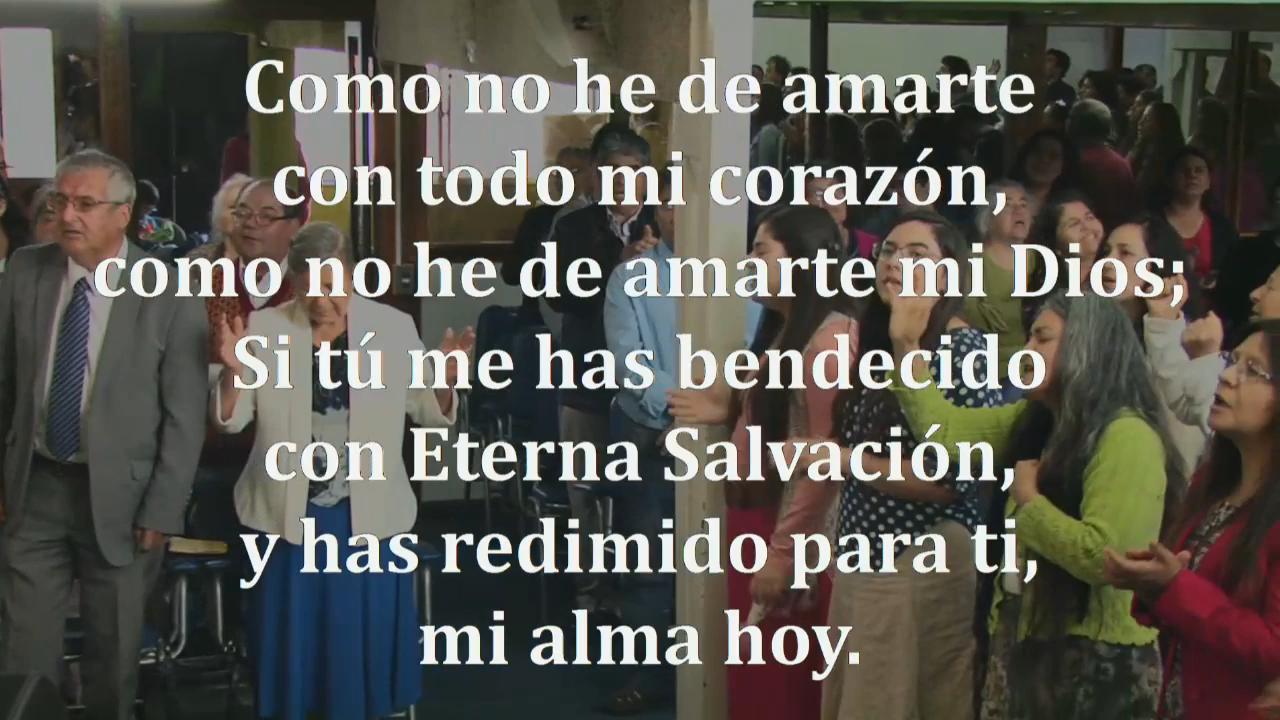 Como no he de amarte
con todo mi corazón,
como no he de amarte mi Dios;
Si tú me has bendecido
con Eterna Salvación,
y has redimido para ti,
mi alma hoy.